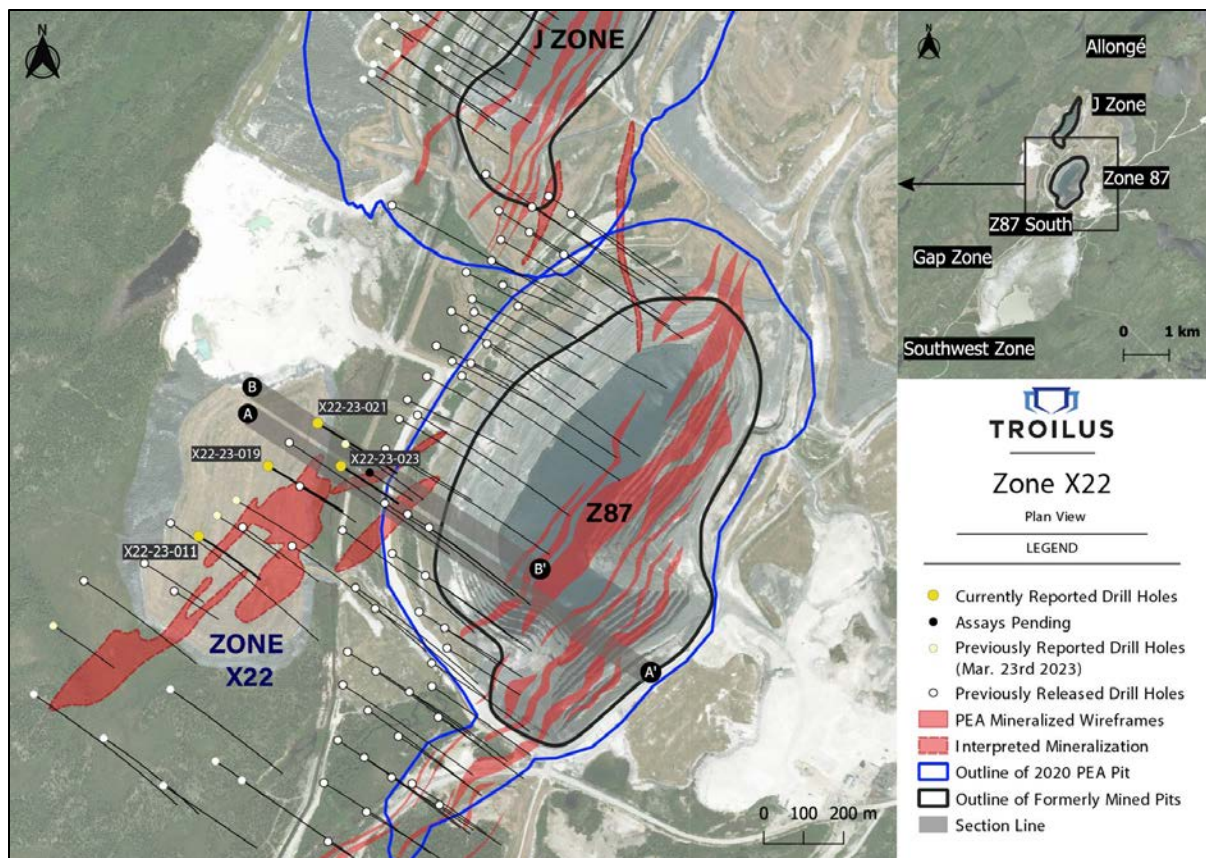 N
J ZONE
B
A
X22-23-021
X22-23-019
X22-23-023
X22-23-011
Z87
B'
A'
ZONE
X22
0 100 200 m
N
Allongé
J Zone
Zone 87
Z87 South
Gap Zone
Southwest Zone
0 1 km
TROILUS
Zone X22
Plan View
LEGEND
Currently Reported Drill Holes
Assays Pending
Previously Reported Drill Holes
(Mar. 23rd 2023)
Previously Released Drill Holes
PEA Mineralized Wireframes
Interpreted Mineralization
Outline of 2020 PEA Pit
Outline of Formerly Mined Pits
Section Line